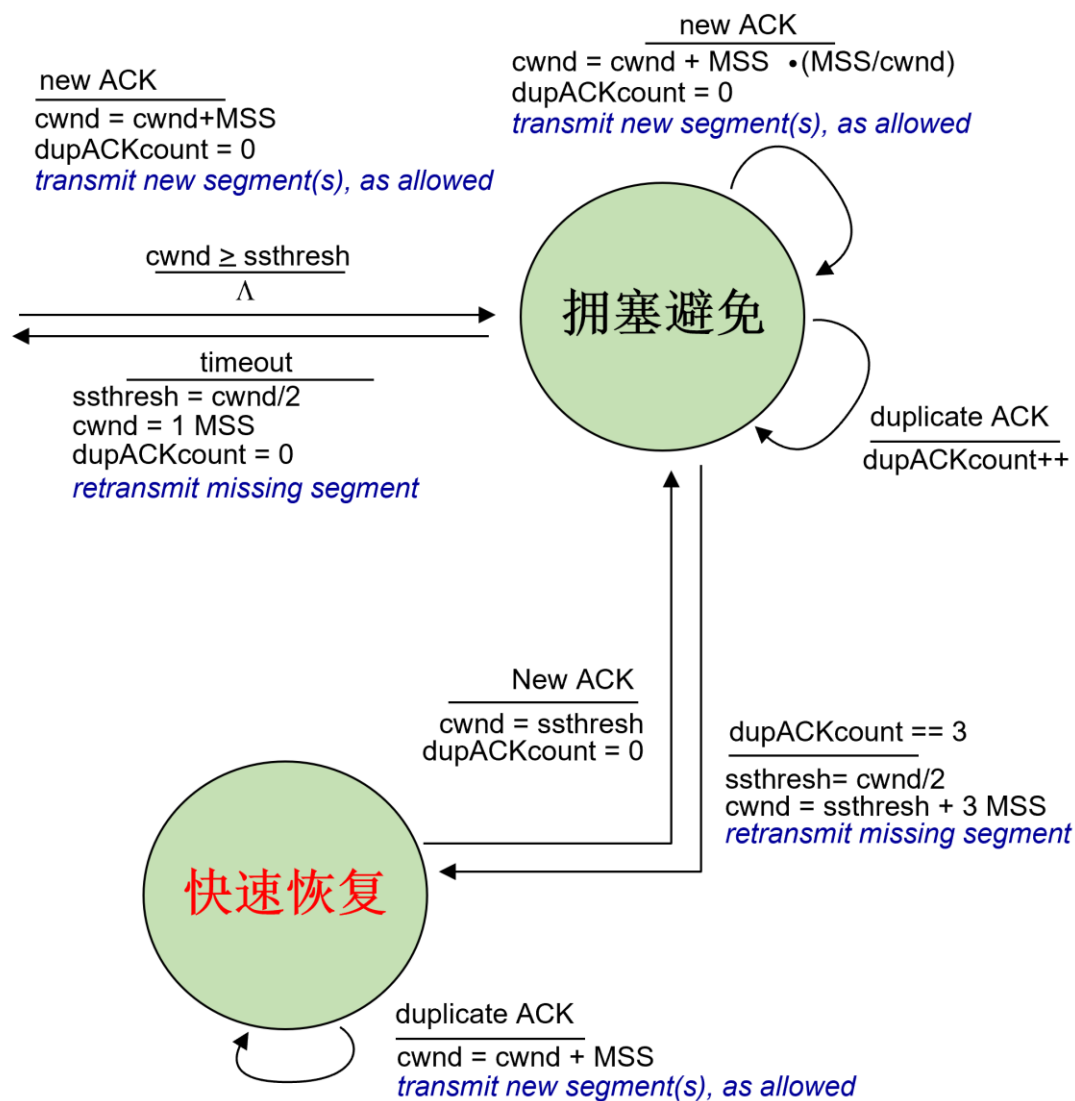 new ACK
cwnd = cwnd + MSS •(MSS/cwnd)
dupACKcount = 0
transmit new segment(s), as allowed
new ACK
cwnd = cwnd+MSS
dupACKcount = 0
transmit new segment(s), as allowed
cwnd ≥ ssthresh
Λ
timeout
ssthresh = cwnd/2
cwnd = 1 MSS
dupACKcount = 0
retransmit missing segment
拥塞避免
duplicate ACK
dupACKcount++
New ACK
cwnd = ssthresh
dupACKcount = 0
dupACKcount == 3
ssthresh= cwnd/2
cwnd = ssthresh + 3 MSS
retransmit missing segment
快速恢复
duplicate ACK
cwnd = cwnd + MSS
transmit new segment(s), as allowed